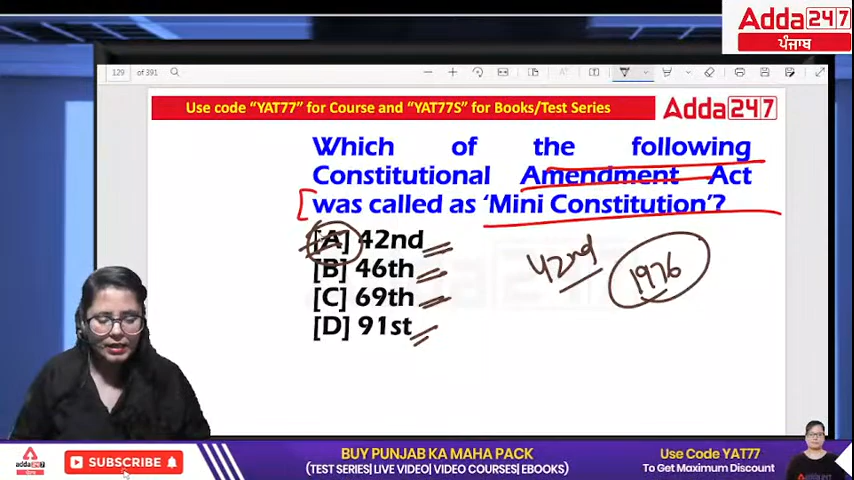 Adda247
ਪੰਜਾਬ
129 of 391
Use code "YAT77" for Course and "YAT77S" for Books/Test Series
Adda247
Which of the following
Constitutional Amendment Act
was called as 'Mini Constitution'?
[A] 42nd
[B] 46th
[C] 69th
[D] 91st
42nd
1976
SUBSCRIBE
BUY PUNJAB KA MAHA PACK
(TEST SERIES| LIVE VIDEO| VIDEO COURSES| EBOOKS)
Use Code YAT77
To Get Maximum Discount